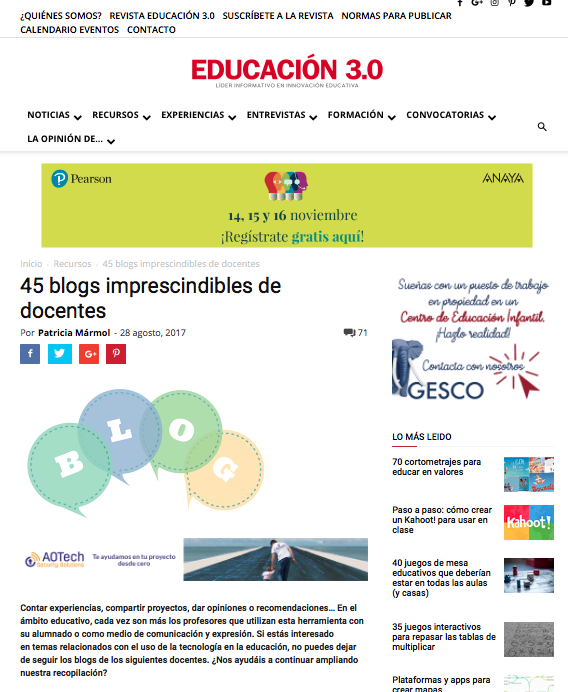 ¿QUIÉNES SOMOS? REVISTA EDUCACIÓN 3.0 SUSCRÍBETE A LA REVISTA NORMAS PARA PUBLICAR
CALENDARIO EVENTOS CONTACTO
EDUCACIÓN 3.0
LÍDER INFORMATIVO EN INNOVACIÓN EDUCATIVA
NOTICIAS RECURSOS EXPERIENCIAS ENTREVISTAS FORMACIÓN CONVOCATORIAS
LA OPINIÓN DE...
Pearson
ANAYA
14, 15 y 16 noviembre
¡Regístrate gratis aquí!
Inicio › Recursos › 45 blogs imprescindibles de docentes
45 blogs imprescindibles de
docentes
Por Patricia Mármol - 28 agosto, 2017
71
BLOG
AOTech
Security Solutions
Te ayudamos en tu proyecto
desde cero
Contar experiencias, compartir proyectos, dar opiniones o recomendaciones… En el
ámbito educativo, cada vez son más los profesores que utilizan esta herramienta con
su alumnado o como medio de comunicación y expresión. Si estás interesado
en temas relacionados con el uso de la tecnología en la educación, no puedes dejar
de seguir los blogs de los siguientes docentes. ¿Nos ayudáis a continuar ampliando
nuestra recopilación?
Sueñas con un puesto de trabajo
en propiedad en un
Centro de Educación Infantil.
¡Hazlo realidad!
Contacta con nosotros
GESCO
LO MÁS LEIDO
70 cortometrajes para
educar en valores
Paso a paso: cómo crear
un Kahoot! para usar en
clase
Kahoot!
40 juegos de mesa
educativos que deberían
estar en todas las aulas
(y casas)
35 juegos interactivos
para repasar las tablas de
multiplicar
Plataformas y apps para
crear mapas